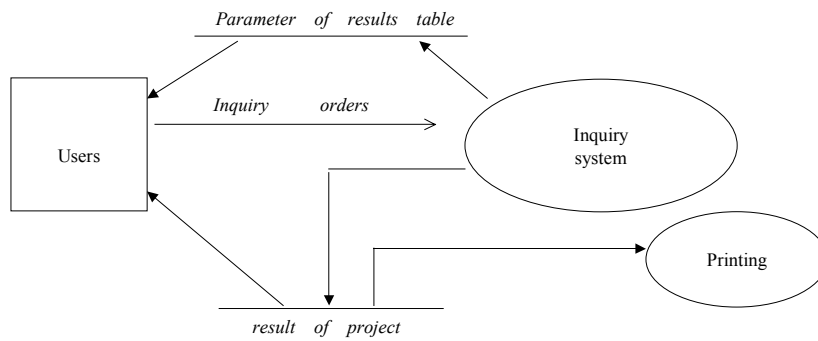 Parameter of results table
Inquiry orders
Users
Inquiry
system
Printing
result of project